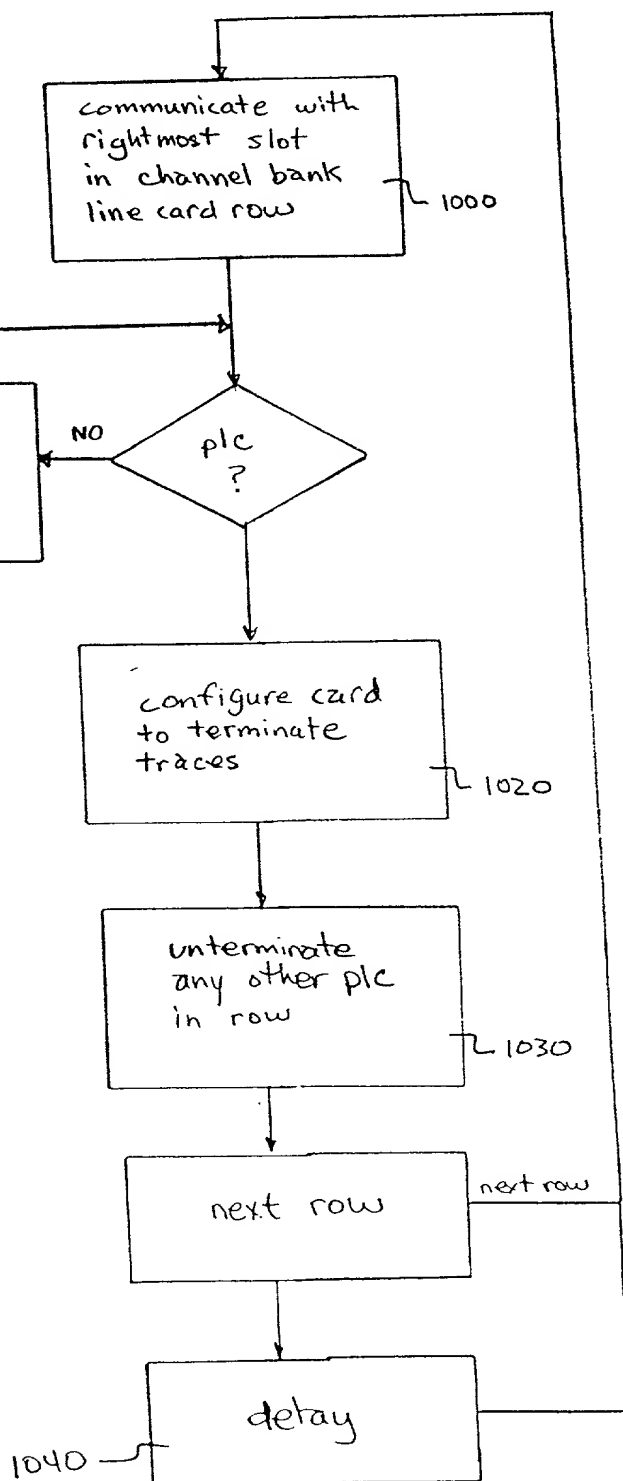 communicate with
rightmost slot
in channel bank
line card row
1000
NO
plc
?
configure card
to terminate
traces
1020
unterminate
any other plc
in row
1030
next row
next row
delay
1040